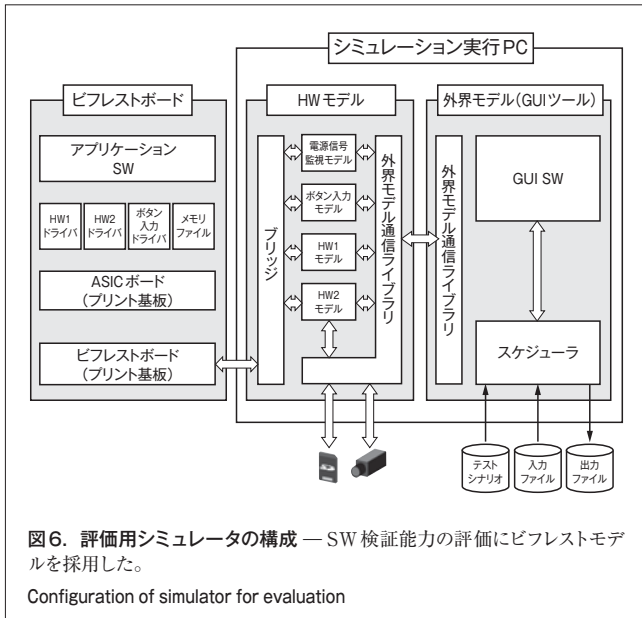 シミュレーション実行PC
ビフレストボード
アプリケーション
SW
HW1
ドライバ
HW2
ドライバ
ボタン
入力
ドライバ
メモリ
ファイル
ASICボード
(プリント基板)
ビフレストボード
(プリント基板)
HWモデル
ブリッジ
電源信号
監視モデル
ボタン入力
モデル
HW1
モデル
HW2
モデル
外界モデル通信ライブラリ
外界モデル(GUIツール)
外界モデル通信ライブラリ
GUI SW
スケジューラ
テスト
シナリオ
入力
ファイル
出力
ファイル
図6. 評価用シミュレータの構成 — SW検証能力の評価にビフレストモデ
ルを採用した。
Configuration of simulator for evaluation